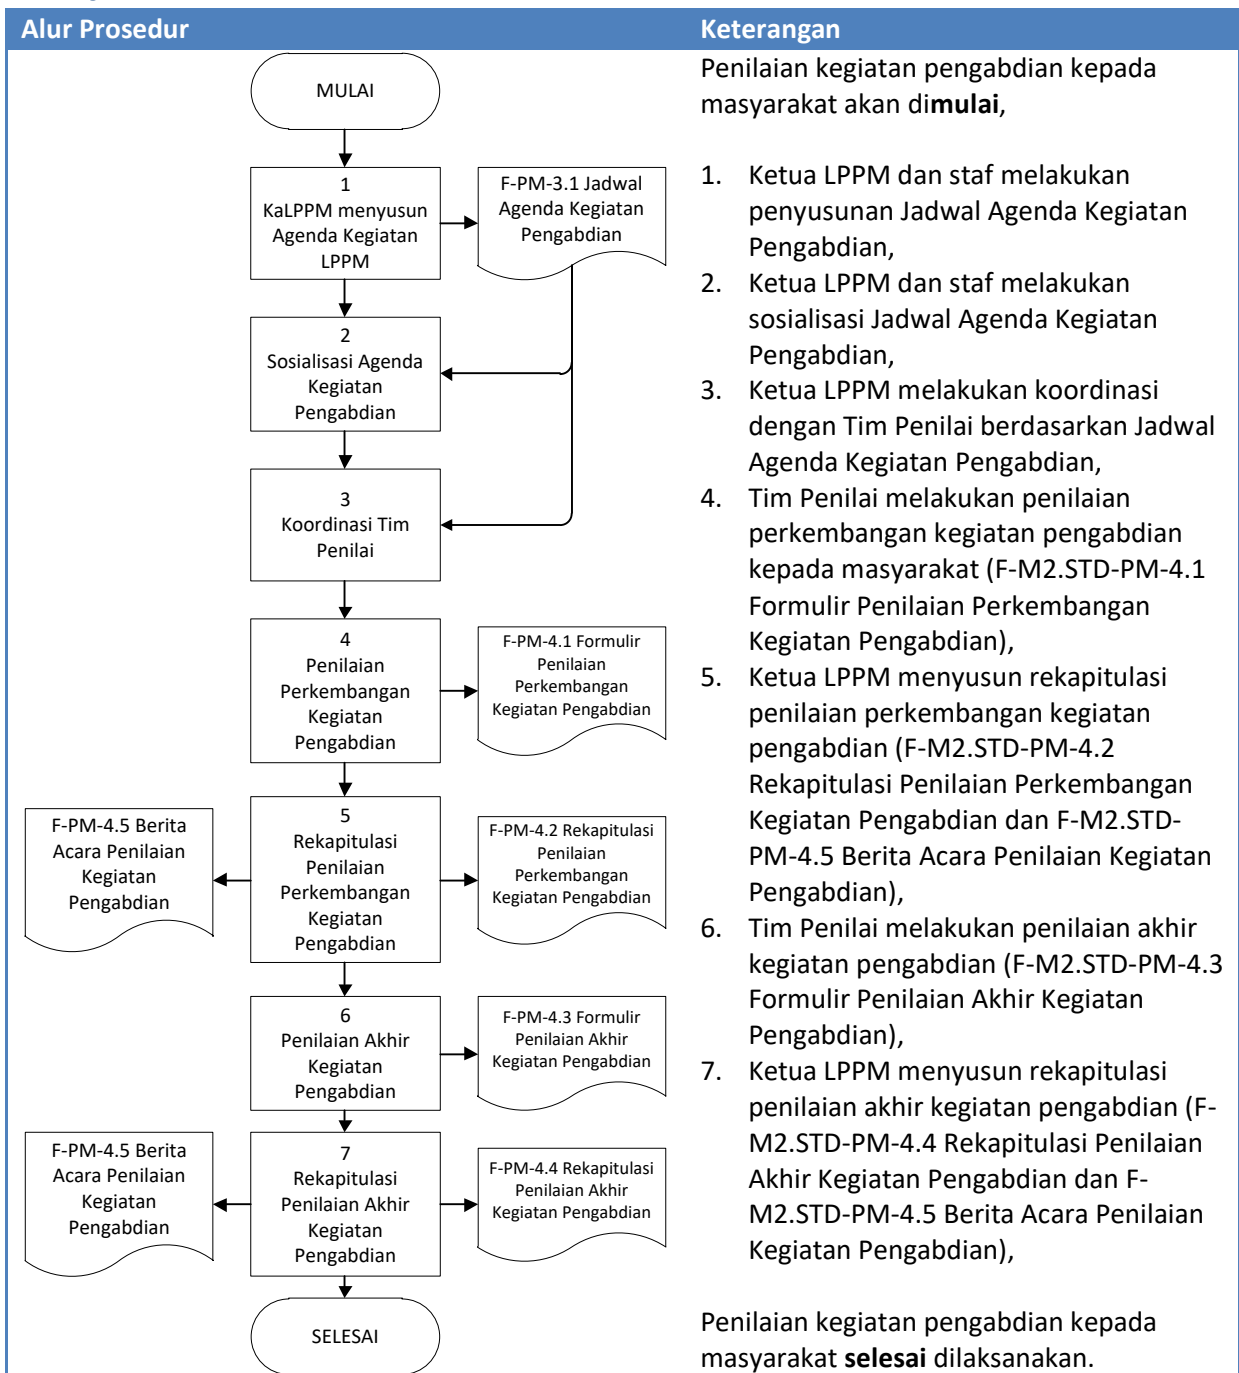 Alur Prosedur
Keterangan
MULAI
1
KaLPPM menyusun
Agenda Kegiatan
LPPM
F-PM-3.1 Jadwal
Agenda Kegiatan
Pengabdian
2
Sosialisasi Agenda
Kegiatan
Pengabdian
3
Koordinasi Tim
Penilai
4
Penilaian
Perkembangan
Kegiatan
Pengabdian
F-PM-4.1 Formulir
Penilaian
Perkembangan
Kegiatan Pengabdian
F-PM-4.5 Berita
Acara Penilaian
Kegiatan
Pengabdian
5
Rekapitulasi
Penilaian
Perkembangan
Kegiatan
Pengabdian
F-PM-4.2 Rekapitulasi
Penilaian
Perkembangan
Kegiatan Pengabdian
6
Penilaian Akhir
Kegiatan
Pengabdian
F-PM-4.3 Formulir
Penilaian Akhir
Kegiatan Pengabdian
F-PM-4.5 Berita
Acara Penilaian
Kegiatan
Pengabdian
7
Rekapitulasi
Penilaian Akhir
Kegiatan
Pengabdian
F-PM-4.4 Rekapitulasi
Penilaian Akhir
Kegiatan Pengabdian
SELESAI
Penilaian kegiatan pengabdian kepada
masyarakat akan dimulai,
1. Ketua LPPM dan staf melakukan
penyusunan Jadwal Agenda Kegiatan
Pengabdian,
2. Ketua LPPM dan staf melakukan
sosialisasi Jadwal Agenda Kegiatan
Pengabdian,
3. Ketua LPPM melakukan koordinasi
dengan Tim Penilai berdasarkan Jadwal
Agenda Kegiatan Pengabdian,
4. Tim Penilai melakukan penilaian
perkembangan kegiatan pengabdian
kepada masyarakat (F-M2.STD-PM-4.1
Formulir Penilaian Perkembangan
Kegiatan Pengabdian),
5. Ketua LPPM menyusun rekapitulasi
penilaian perkembangan kegiatan
pengabdian (F-M2.STD-PM-4.2
Rekapitulasi Penilaian Perkembangan
Kegiatan Pengabdian dan F-M2.STD-
PM-4.5 Berita Acara Penilaian Kegiatan
Pengabdian),
6. Tim Penilai melakukan penilaian akhir
kegiatan pengabdian (F-M2.STD-PM-4.3
Formulir Penilaian Akhir Kegiatan
Pengabdian),
7. Ketua LPPM menyusun rekapitulasi
penilaian akhir kegiatan pengabdian (F-
M2.STD-PM-4.4 Rekapitulasi Penilaian
Akhir Kegiatan Pengabdian dan F-
M2.STD-PM-4.5 Berita Acara Penilaian
Kegiatan Pengabdian),
Penilaian kegiatan pengabdian kepada
masyarakat selesai dilaksanakan.